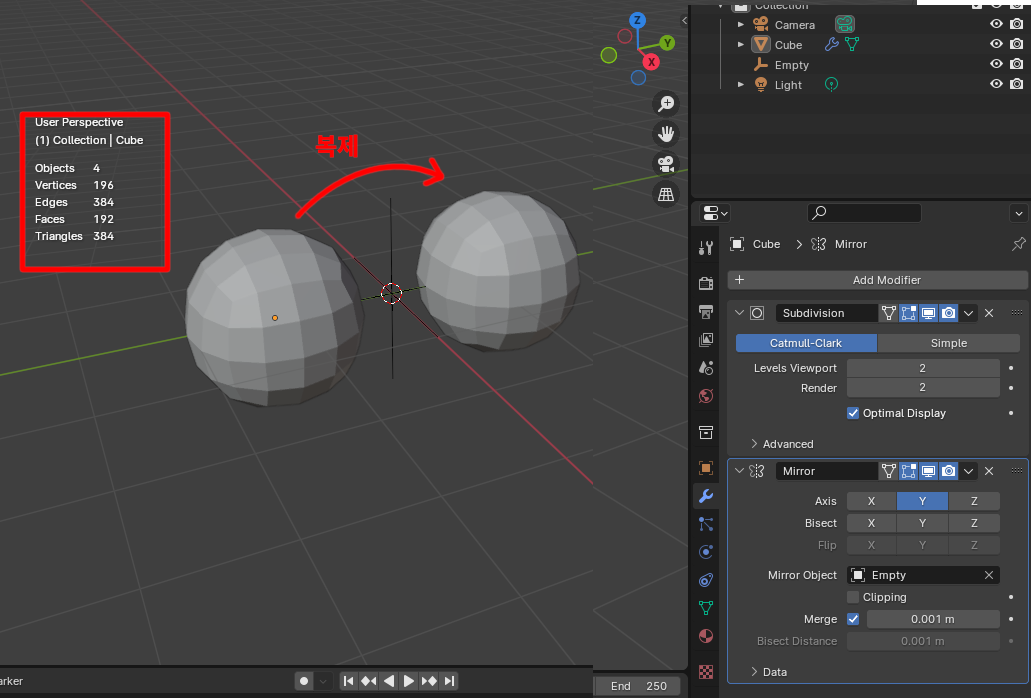 Collection
Camera
Cube
Empty
Light
Z
Y
X
User Perspective
(1) Collection | Cube
Objects 4
Vertices 196
Edges 384
Faces 192
Triangles 384
복제
Cube > Mirror
+ Add Modifier
Subdivision
Catmull-Clark Simple
Levels Viewport 2
Render 2
Optimal Display
Advanced
Mirror
Axis X Y Z
Bisect X Y Z
Flip X Y Z
Mirror Object Empty
Clipping
Merge 0.001 m
Bisect Distance 0.001 m
Data
End 250